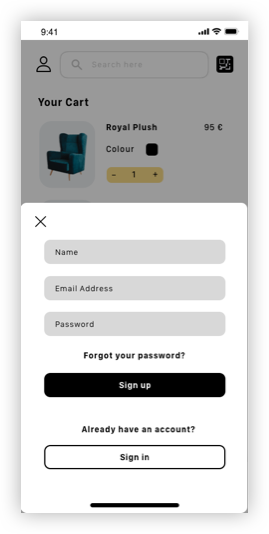 9:41
Search here
Your Cart
Royal Plush 95 €
Colour
- 1 +
Name
Email Address
Password
Forgot your password?
Sign up
Already have an account?
Sign in